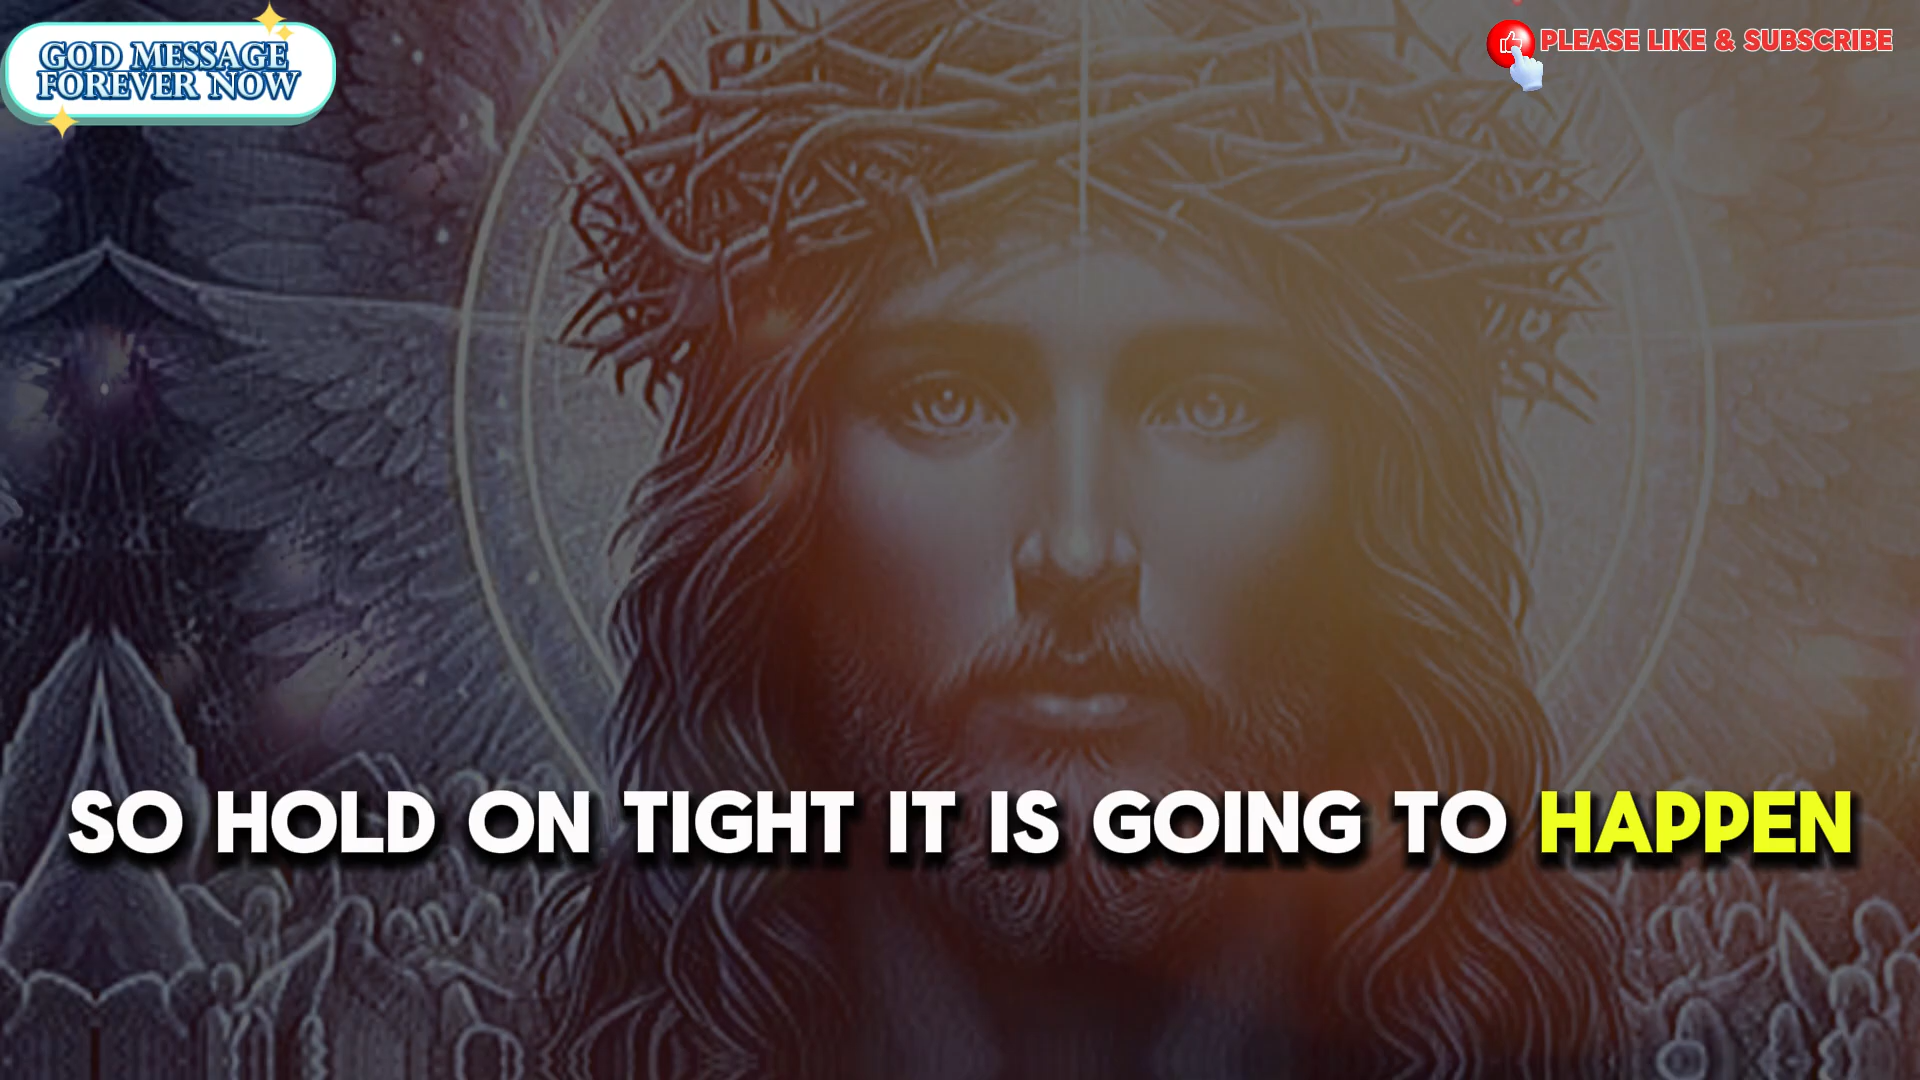 GOD MESSAGE
FOREVER NOW
PLEASE LIKE & SUBSCRIBE
SO HOLD ON TIGHT IT IS GOING TO HAPPEN